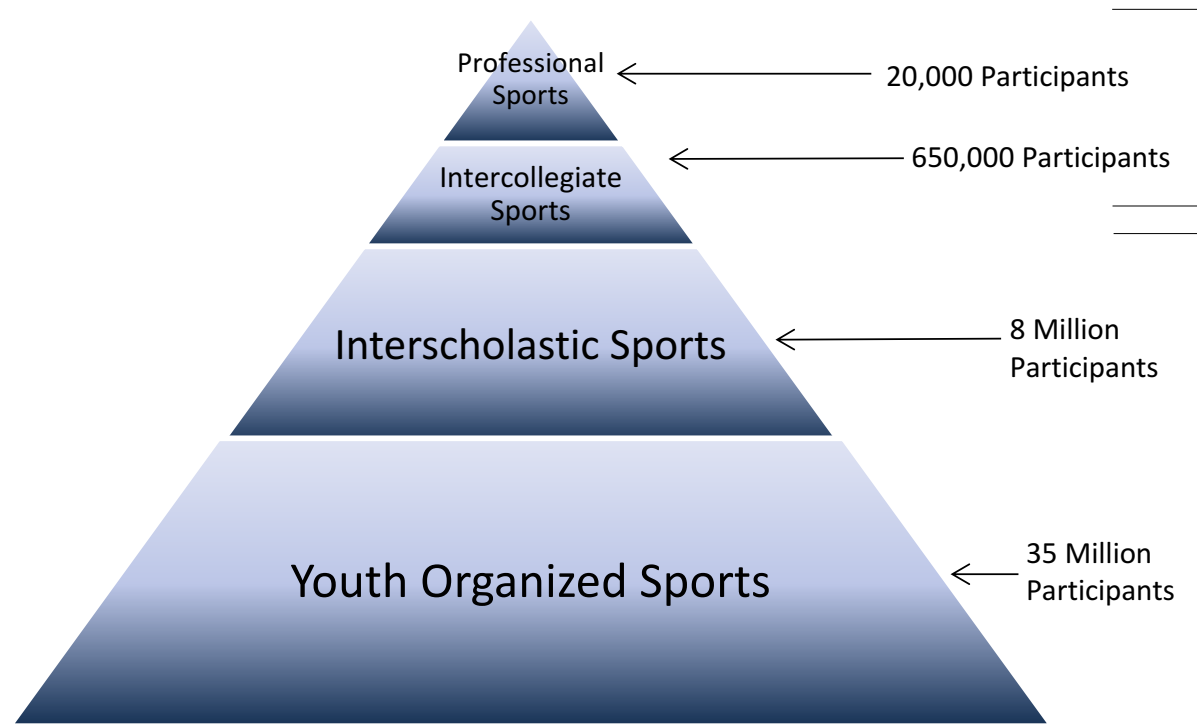 Professional
Sports
20,000 Participants
Intercollegiate
Sports
650,000 Participants
Interscholastic Sports
8 Million
Participants
Youth Organized Sports
35 Million
Participants